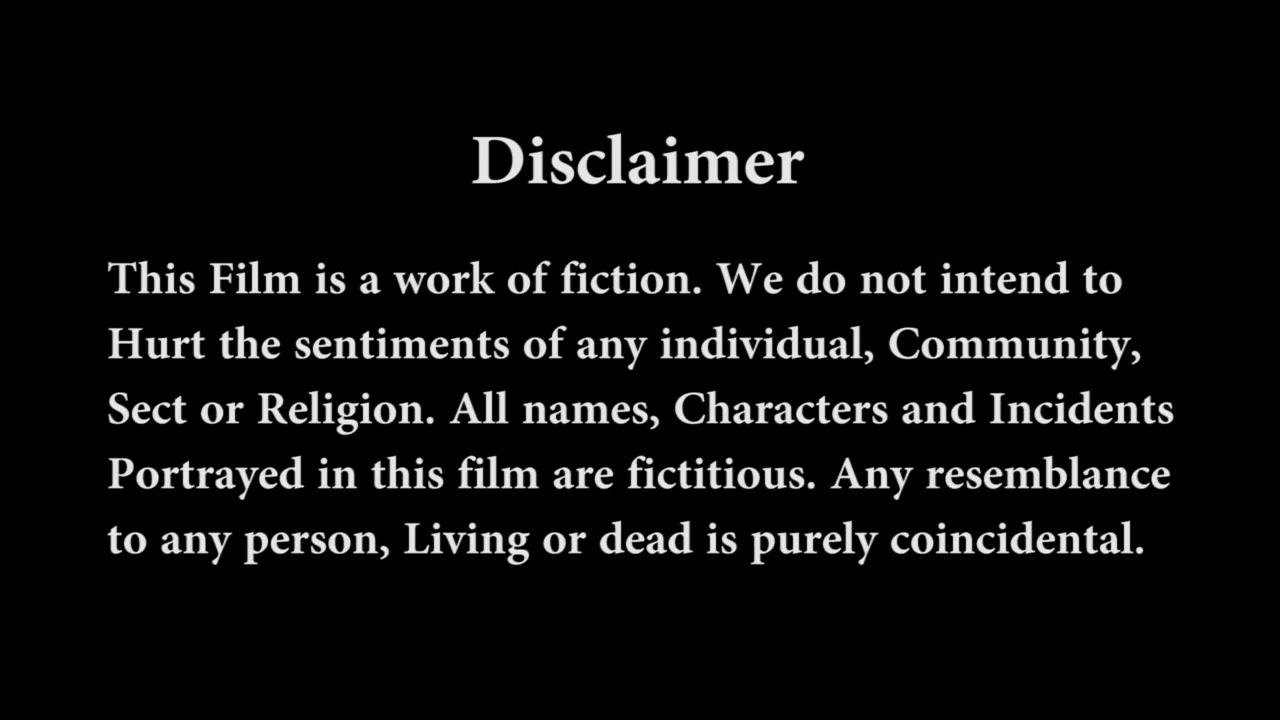 Disclaimer
This Film is a work of fiction. We do not intend to
Hurt the sentiments of any individual, Community,
Sect or Religion. All names, Characters and Incidents
Portrayed in this film are fictitious. Any resemblance
to any person, Living or dead is purely coincidental.